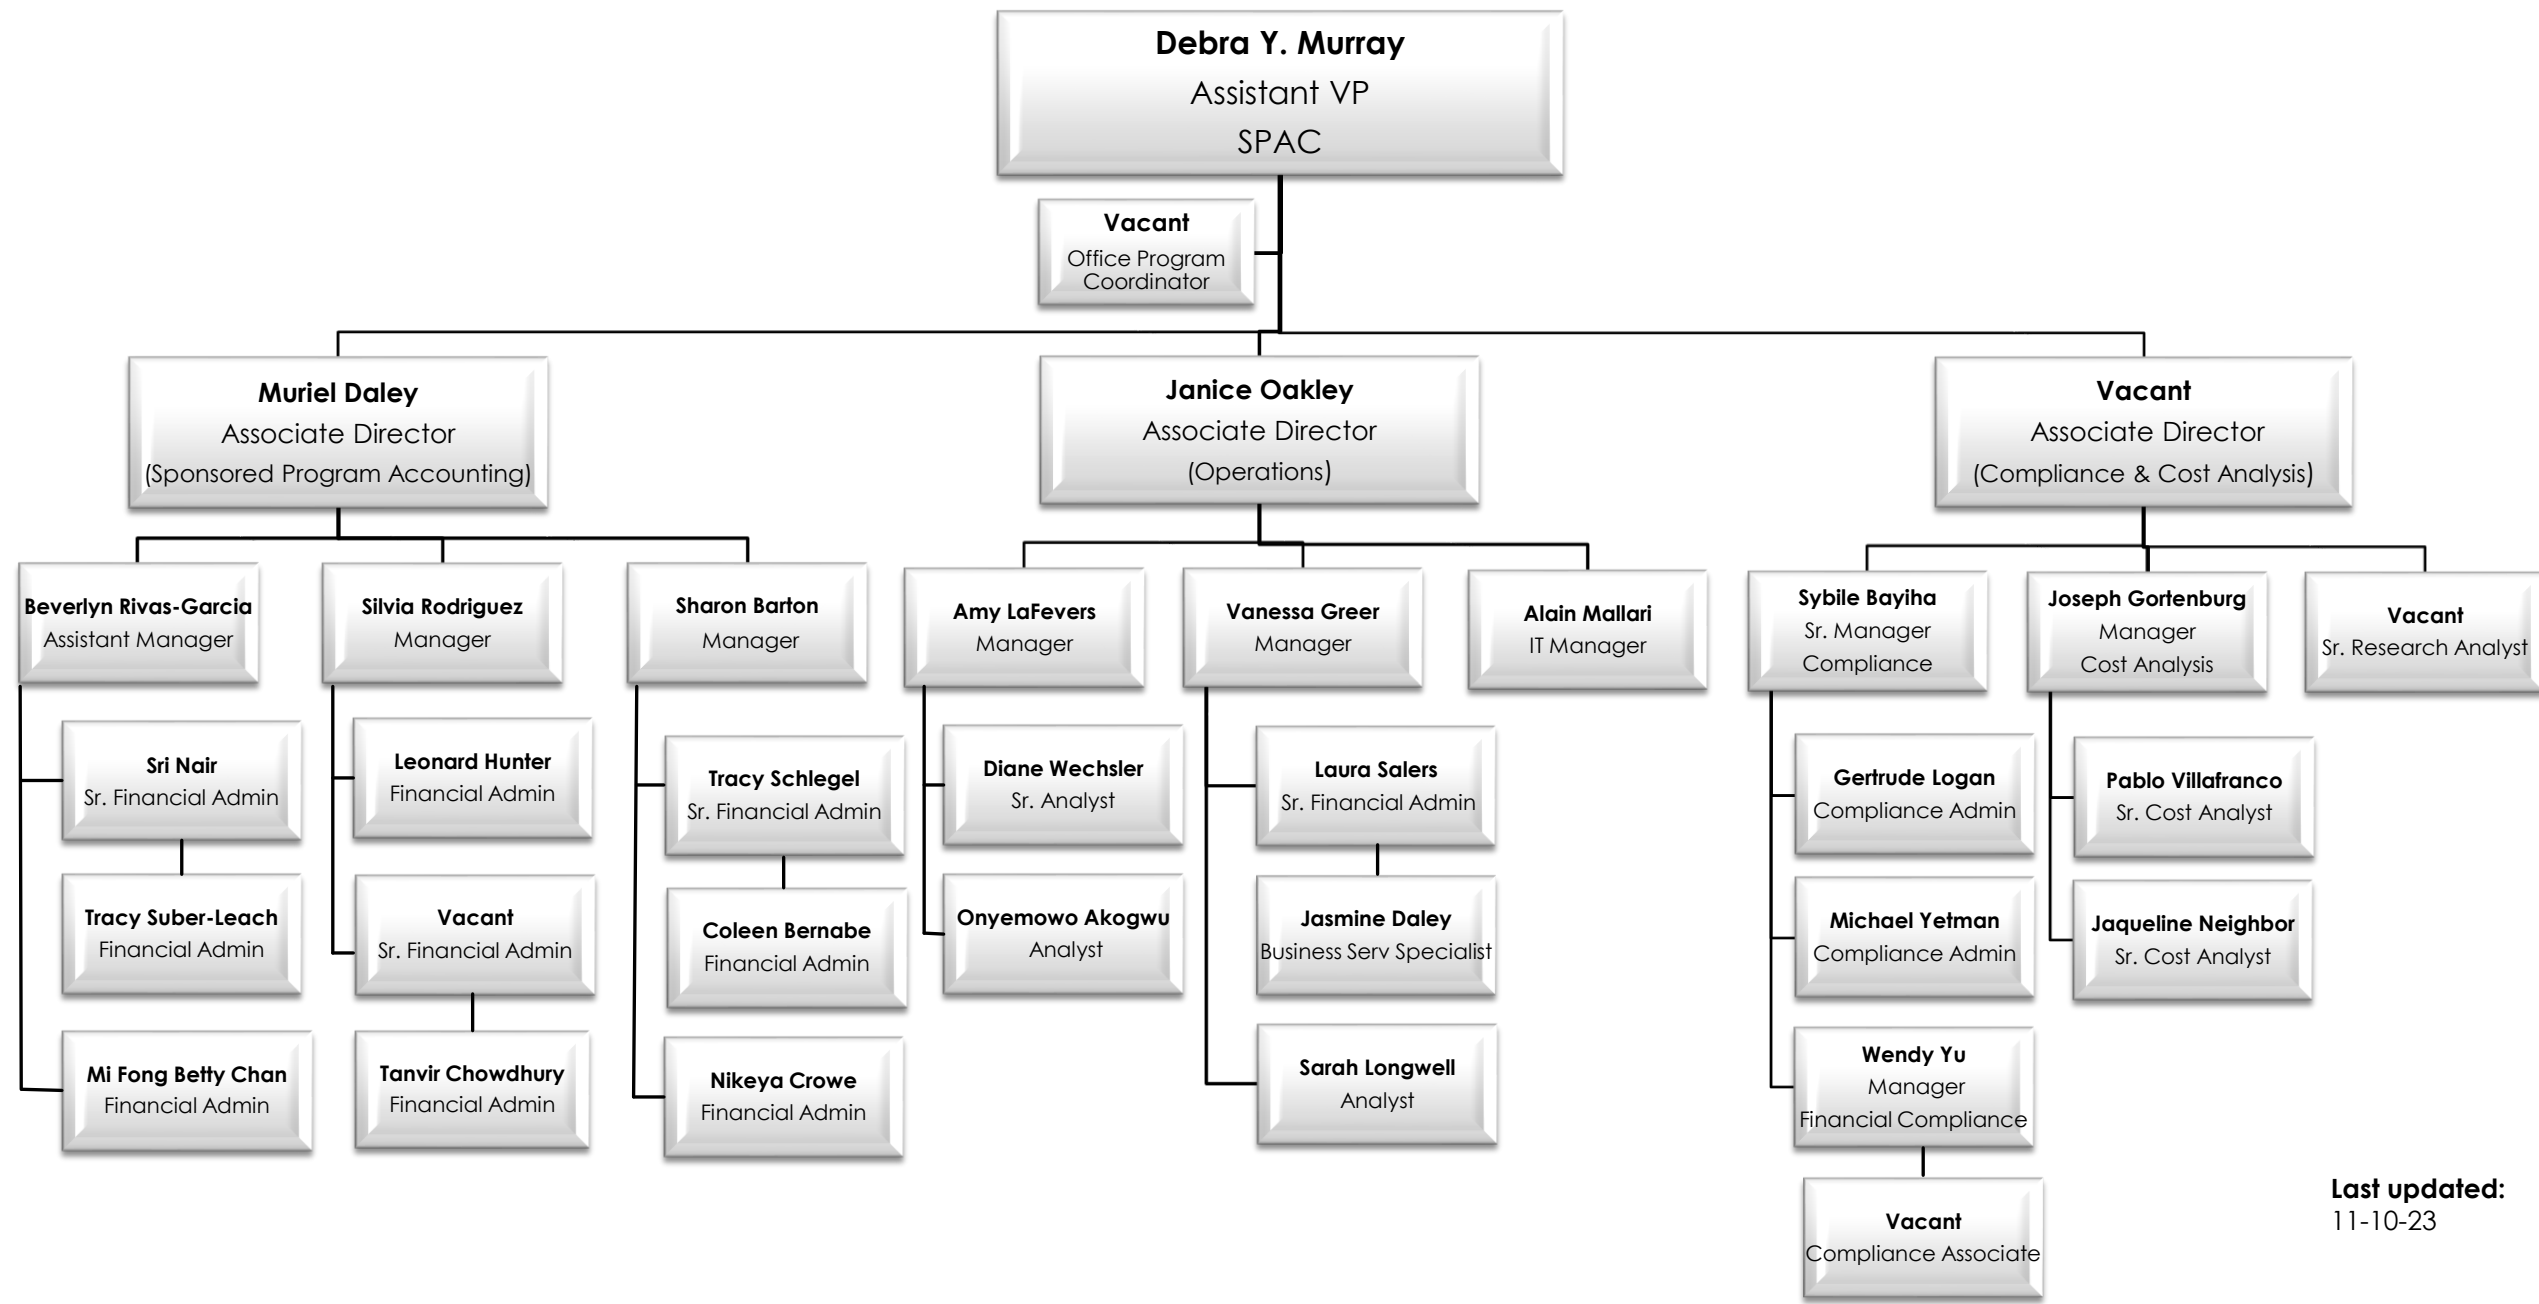 Debra Y. Murray
Assistant VP
SPAC
Vacant
Office Program
Coordinator
Muriel Daley
Associate Director
(Sponsored Program Accounting)
Janice Oakley
Associate Director
(Operations)
Vacant
Associate Director
(Compliance & Cost Analysis)
Beverlyn Rivas-Garcia
Assistant Manager
Silvia Rodriguez
Manager
Sharon Barton
Manager
Amy LaFevers
Manager
Vanessa Greer
Manager
Alain Mallari
IT Manager
Sybile Bayiha
Sr. Manager
Compliance
Joseph Gortenburg
Manager
Cost Analysis
Vacant
Sr. Research Analyst
Sri Nair
Sr. Financial Admin
Leonard Hunter
Financial Admin
Tracy Schlegel
Sr. Financial Admin
Diane Wechsler
Sr. Analyst
Laura Salers
Sr. Financial Admin
Gertrude Logan
Compliance Admin
Pablo Villafranco
Sr. Cost Analyst
Tracy Suber-Leach
Financial Admin
Vacant
Sr. Financial Admin
Coleen Bernabe
Financial Admin
Onyemowo Akogwu
Analyst
Jasmine Daley
Business Serv Specialist
Michael Yetman
Compliance Admin
Jaqueline Neighbor
Sr. Cost Analyst
Mi Fong Betty Chan
Financial Admin
Tanvir Chowdhury
Financial Admin
Nikeya Crowe
Financial Admin
Sarah Longwell
Analyst
Wendy Yu
Manager
Financial Compliance
Vacant
Compliance Associate
Last updated:
11-10-23